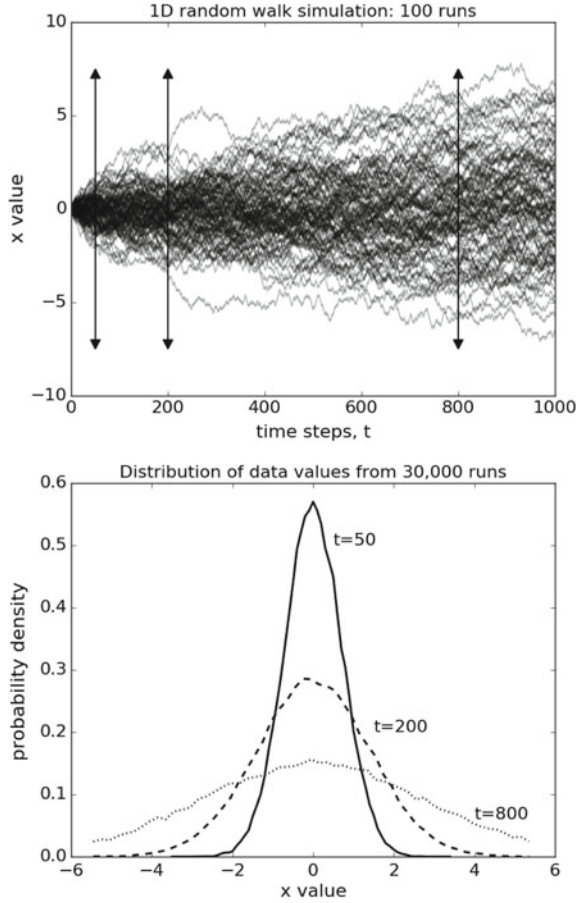 1D random walk simulation: 100 runs
10
5
0
−5
−10
x value
0 200 400 600 800 1000
time steps, t
Distribution of data values from 30,000 runs
0.6
0.5
0.4
0.3
0.2
0.1
0.0
probability density
t=50
t=200
t=800
−6 −4 −2 0 2 4 6
x value